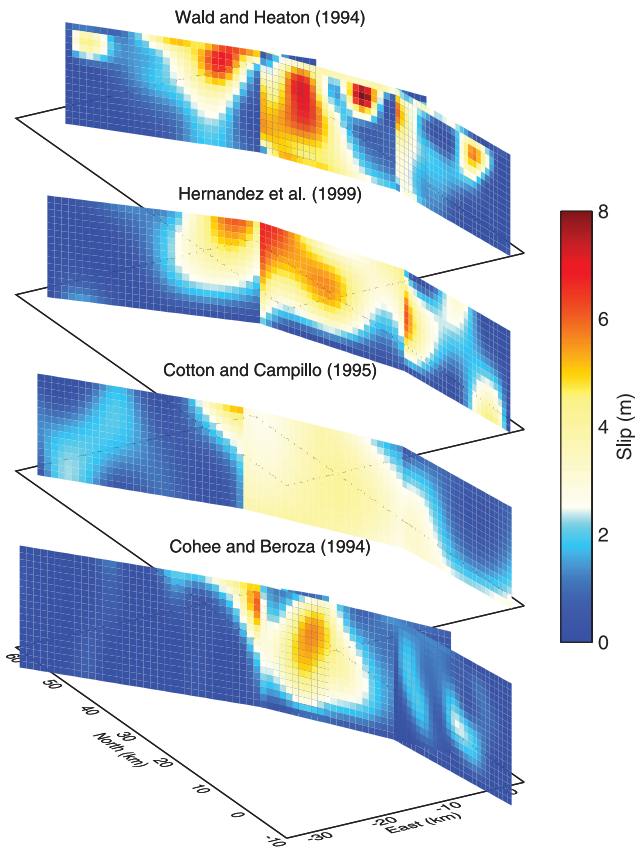 Wald and Heaton (1994)
Hernandez et al. (1999)
8
6
Cotton and Campillo (1995)
4
Slip (m)
2
Cohee and Beroza (1994)
0
60
50
40
30
20
10
0
-10
North (km)
-30
-20
-10
East (km)